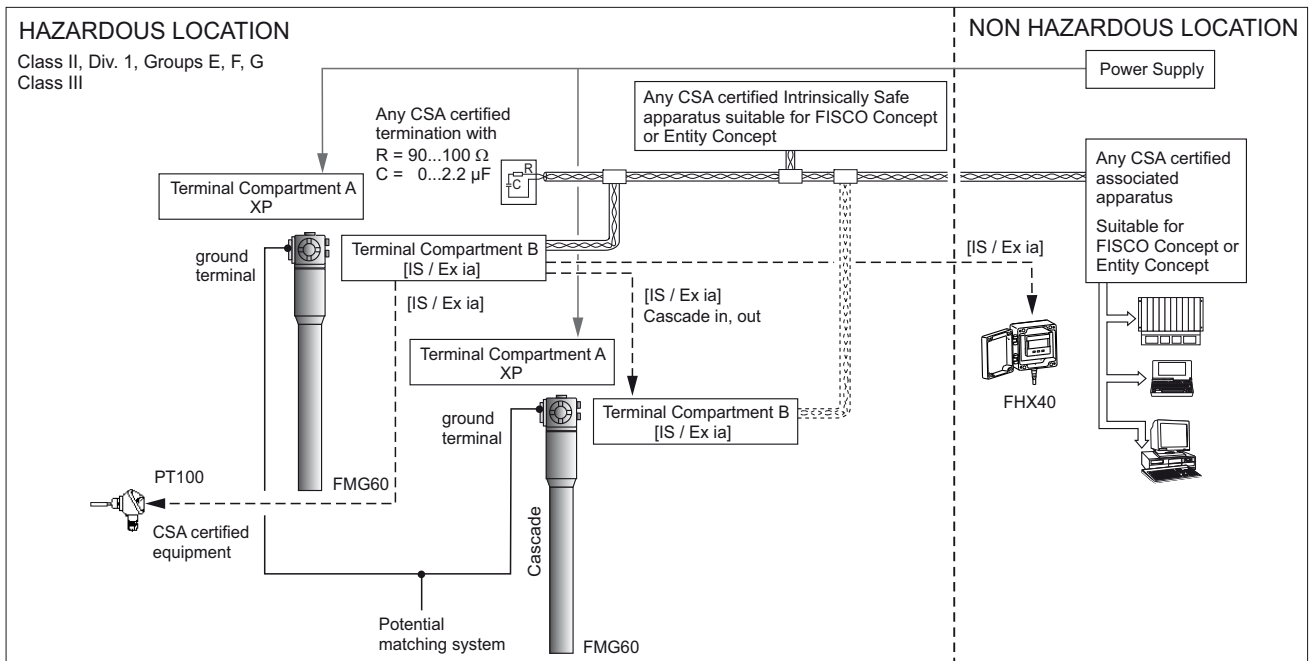 HAZARDOUS LOCATION
Class II, Div. 1, Groups E, F, G
Class III
NON HAZARDOUS LOCATION
Power Supply
Any CSA certified
termination with
R = 90...100 Ω
C = 0...2.2 µF
R
C
Any CSA certified Intrinsically Safe
apparatus suitable for FISCO Concept
or Entity Concept
Any CSA certified
associated
apparatus
Suitable for
FISCO Concept or
Entity Concept
Terminal Compartment A
XP
ground
terminal
Terminal Compartment B
[IS / Ex ia]
[IS / Ex ia]
[IS / Ex ia]
[IS / Ex ia]
Cascade in, out
Terminal Compartment A
XP
FHX40
ground
terminal
Terminal Compartment B
[IS / Ex ia]
PT100
FMG60
CSA certified
equipment
Cascade
Potential
matching system
FMG60